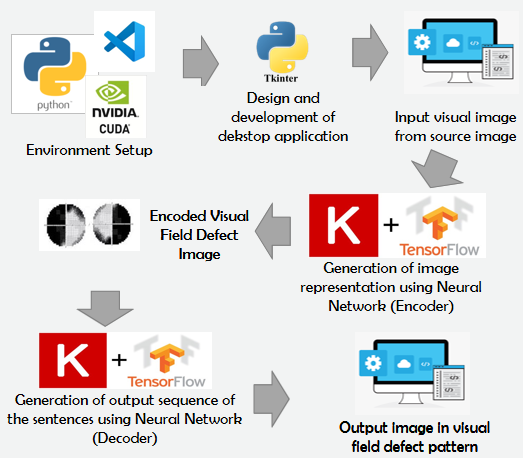 python
NVIDIA.
CUDA
Environment Setup
Tkinter
Design and
development of
dekstop application
Input visual image
from source image
K + TensorFlow
Generation of image
representation using Neural
Network (Encoder)
Encoded Visual
Field Defect
Image
K + TensorFlow
Generation of output sequence of
the sentences using Neural Network
(Decoder)
Output image in visual
field defect pattern